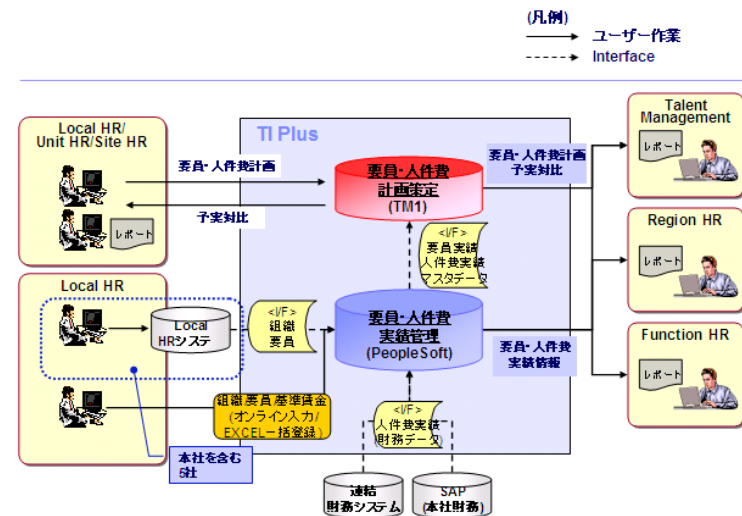 (凡例)
ユーザー作業
Interface
TI Plus
Local HR/
Unit HR/Site HR
レポート
要員・人件費計画
子実対比
要員・人件費
計画策定
(TM1)
要員・人件費計画
子実対比
Talent
Management
レポート
<I/F>
要員実績
人件費実績
マスタデータ
Region HR
レポート
Local HR
Local
HRシステ
<I/F>
組織
要員
要員・人件費
実績管理
(PeopleSoft)
要員・人件費
実績情報
Function HR
レポート
組織,要員,基準賃金
(オンライン入力/
EXCEL一括登録)
<I/F>
人件費実績
(財務データ)
本社を含む
5社
連結
財務システム
SAP
(本社財務)